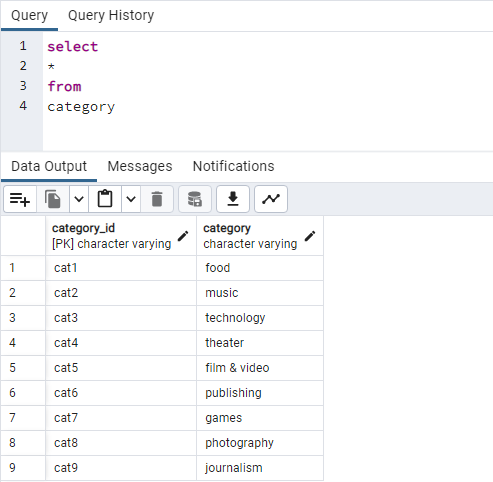 Query Query History
1 select
2 *
3 from
4 category
Data Output Messages Notifications
category_id category
[PK] character varying character varying
1 cat1 food
2 cat2 music
3 cat3 technology
4 cat4 theater
5 cat5 film & video
6 cat6 publishing
7 cat7 games
8 cat8 photography
9 cat9 journalism